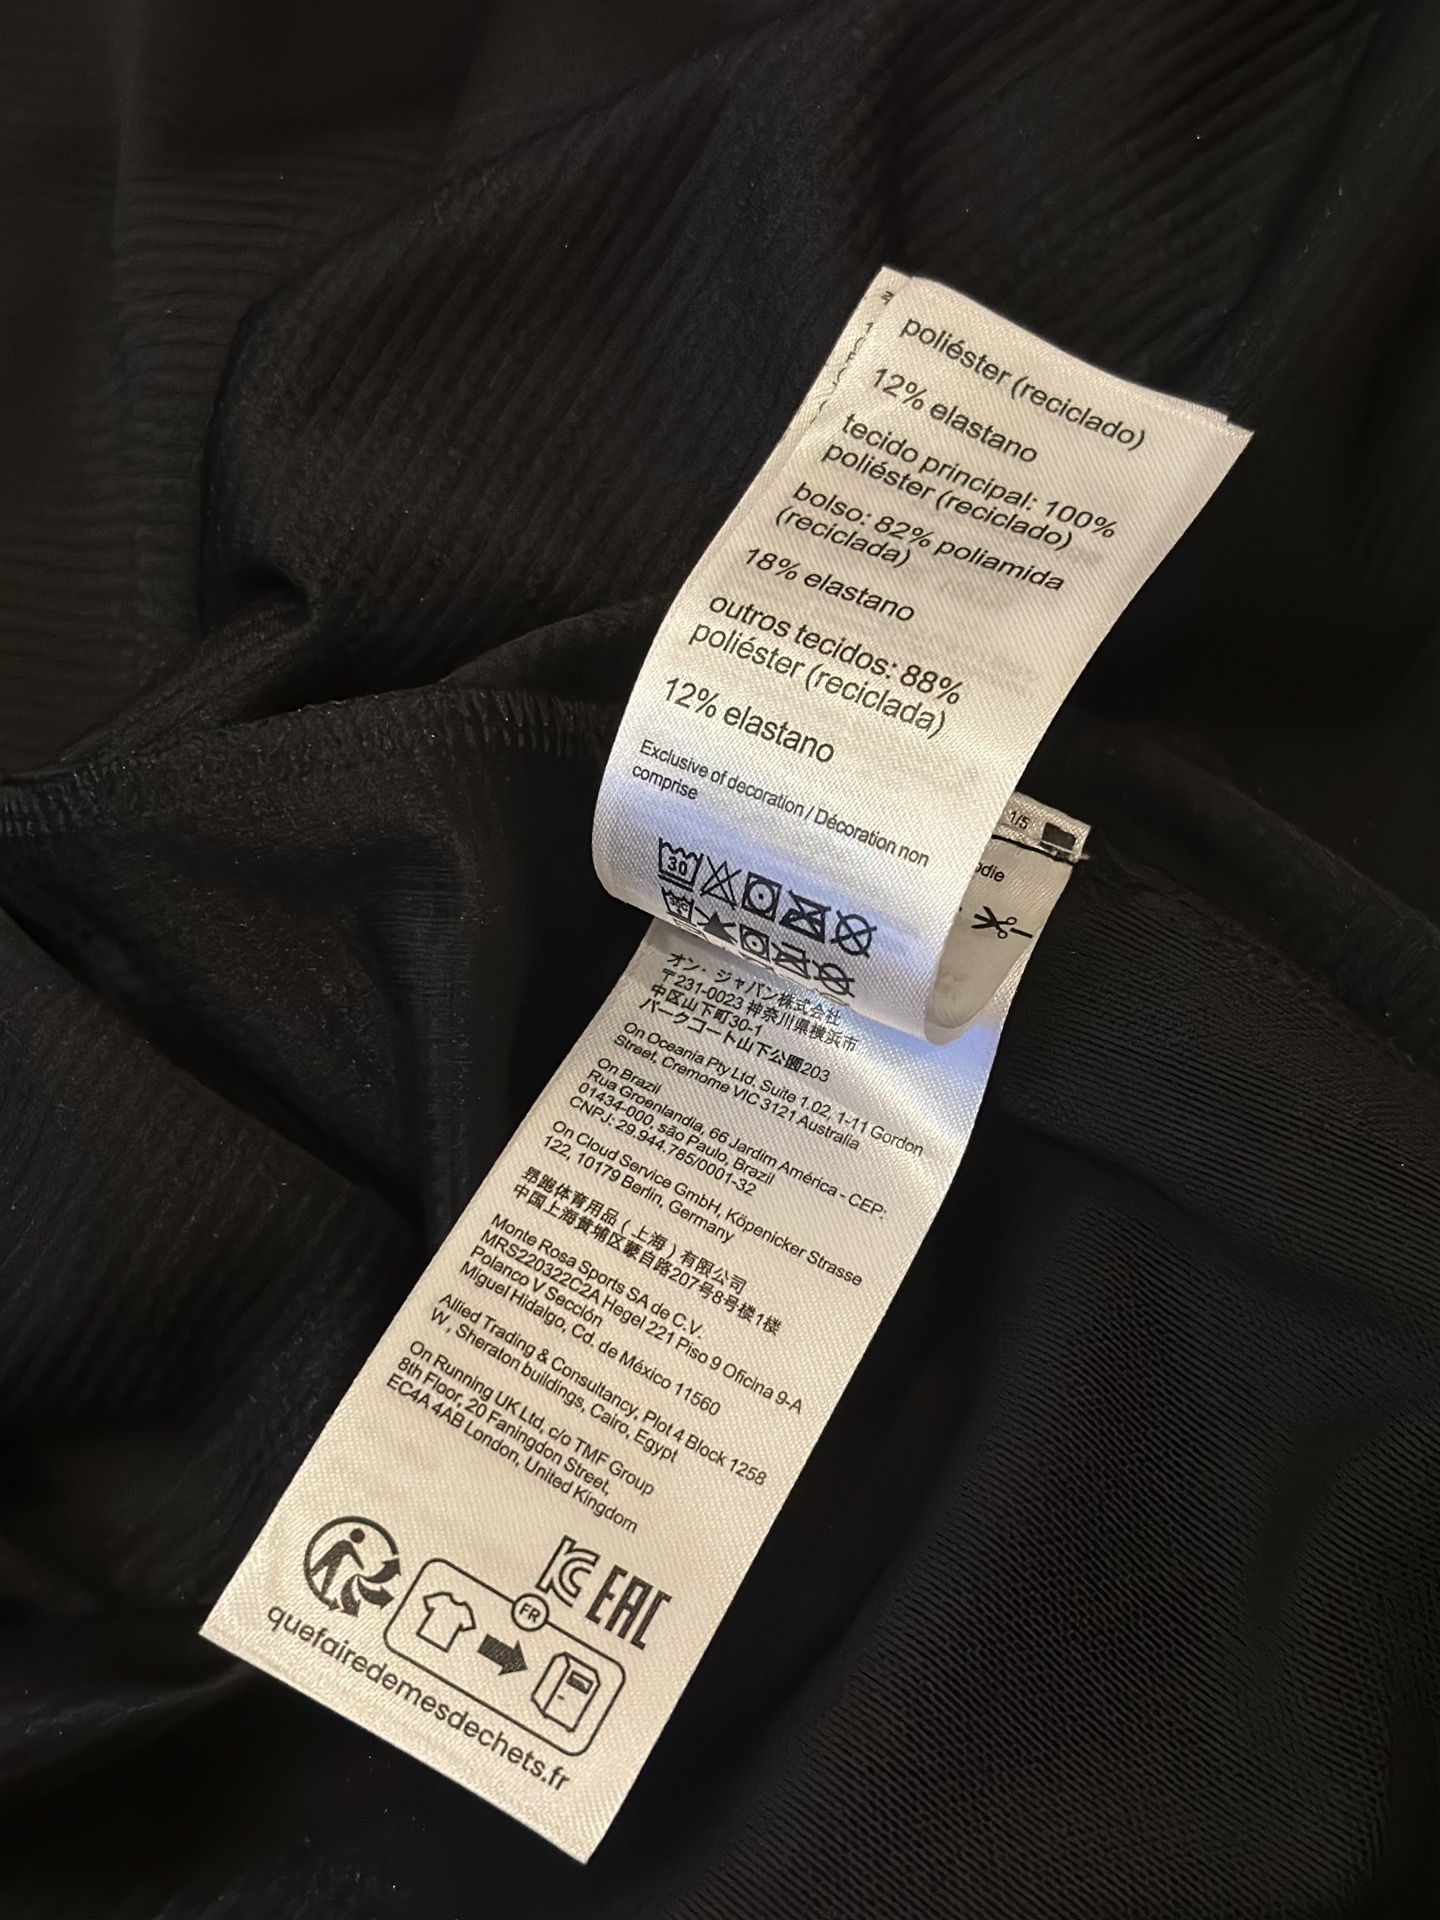 poliéster (reciclado)
12% elastano
tecido principal: 100%
poliéster (reciclado)
bolso: 82% poliamida
(reciclada)
18% elastano
outros tecidos: 88%
poliéster (reciclada)
12% elastano
Exclusive of decoration / Décoration non
comprise
30
1/5
オン・ジャパン株式会社
〒231-0023 神奈川県横浜市
中区山下町30-1
パークコート山下公園203
On Oceania Pty Ltd. Suite 1.02, 1-11 Gordon
Street, Cremorne VIC 3121 Australia
On Brazil
Rua Groenlandia, 66 Jardim América - CEP:
01434-000, são Paulo, Brazil
CNPJ: 29.944.785/0001-32
On Cloud Service GmbH, Köpenicker Strasse
122, 10179 Berlin, Germany
昂跑体育用品（上海）有限公司
中国上海黄埔区蒙自路207号8号楼1楼
Monte Rosa Sports SA de C.V.
MRS220322C2A Hegel 221 Piso 9 Oficina 9-A
Polanco V Sección
Miguel Hidalgo, Cd. de México 11560
Allied Trading & Consultancy, Plot 4 Block 1258
W, Sheraton buildings, Cairo, Egypt
On Running UK Ltd, c/o TMF Group
8th Floor, 20 Farringdon Street,
EC4A 4AB London, United Kingdom
EAC
FR
quefairedemesdechets.fr